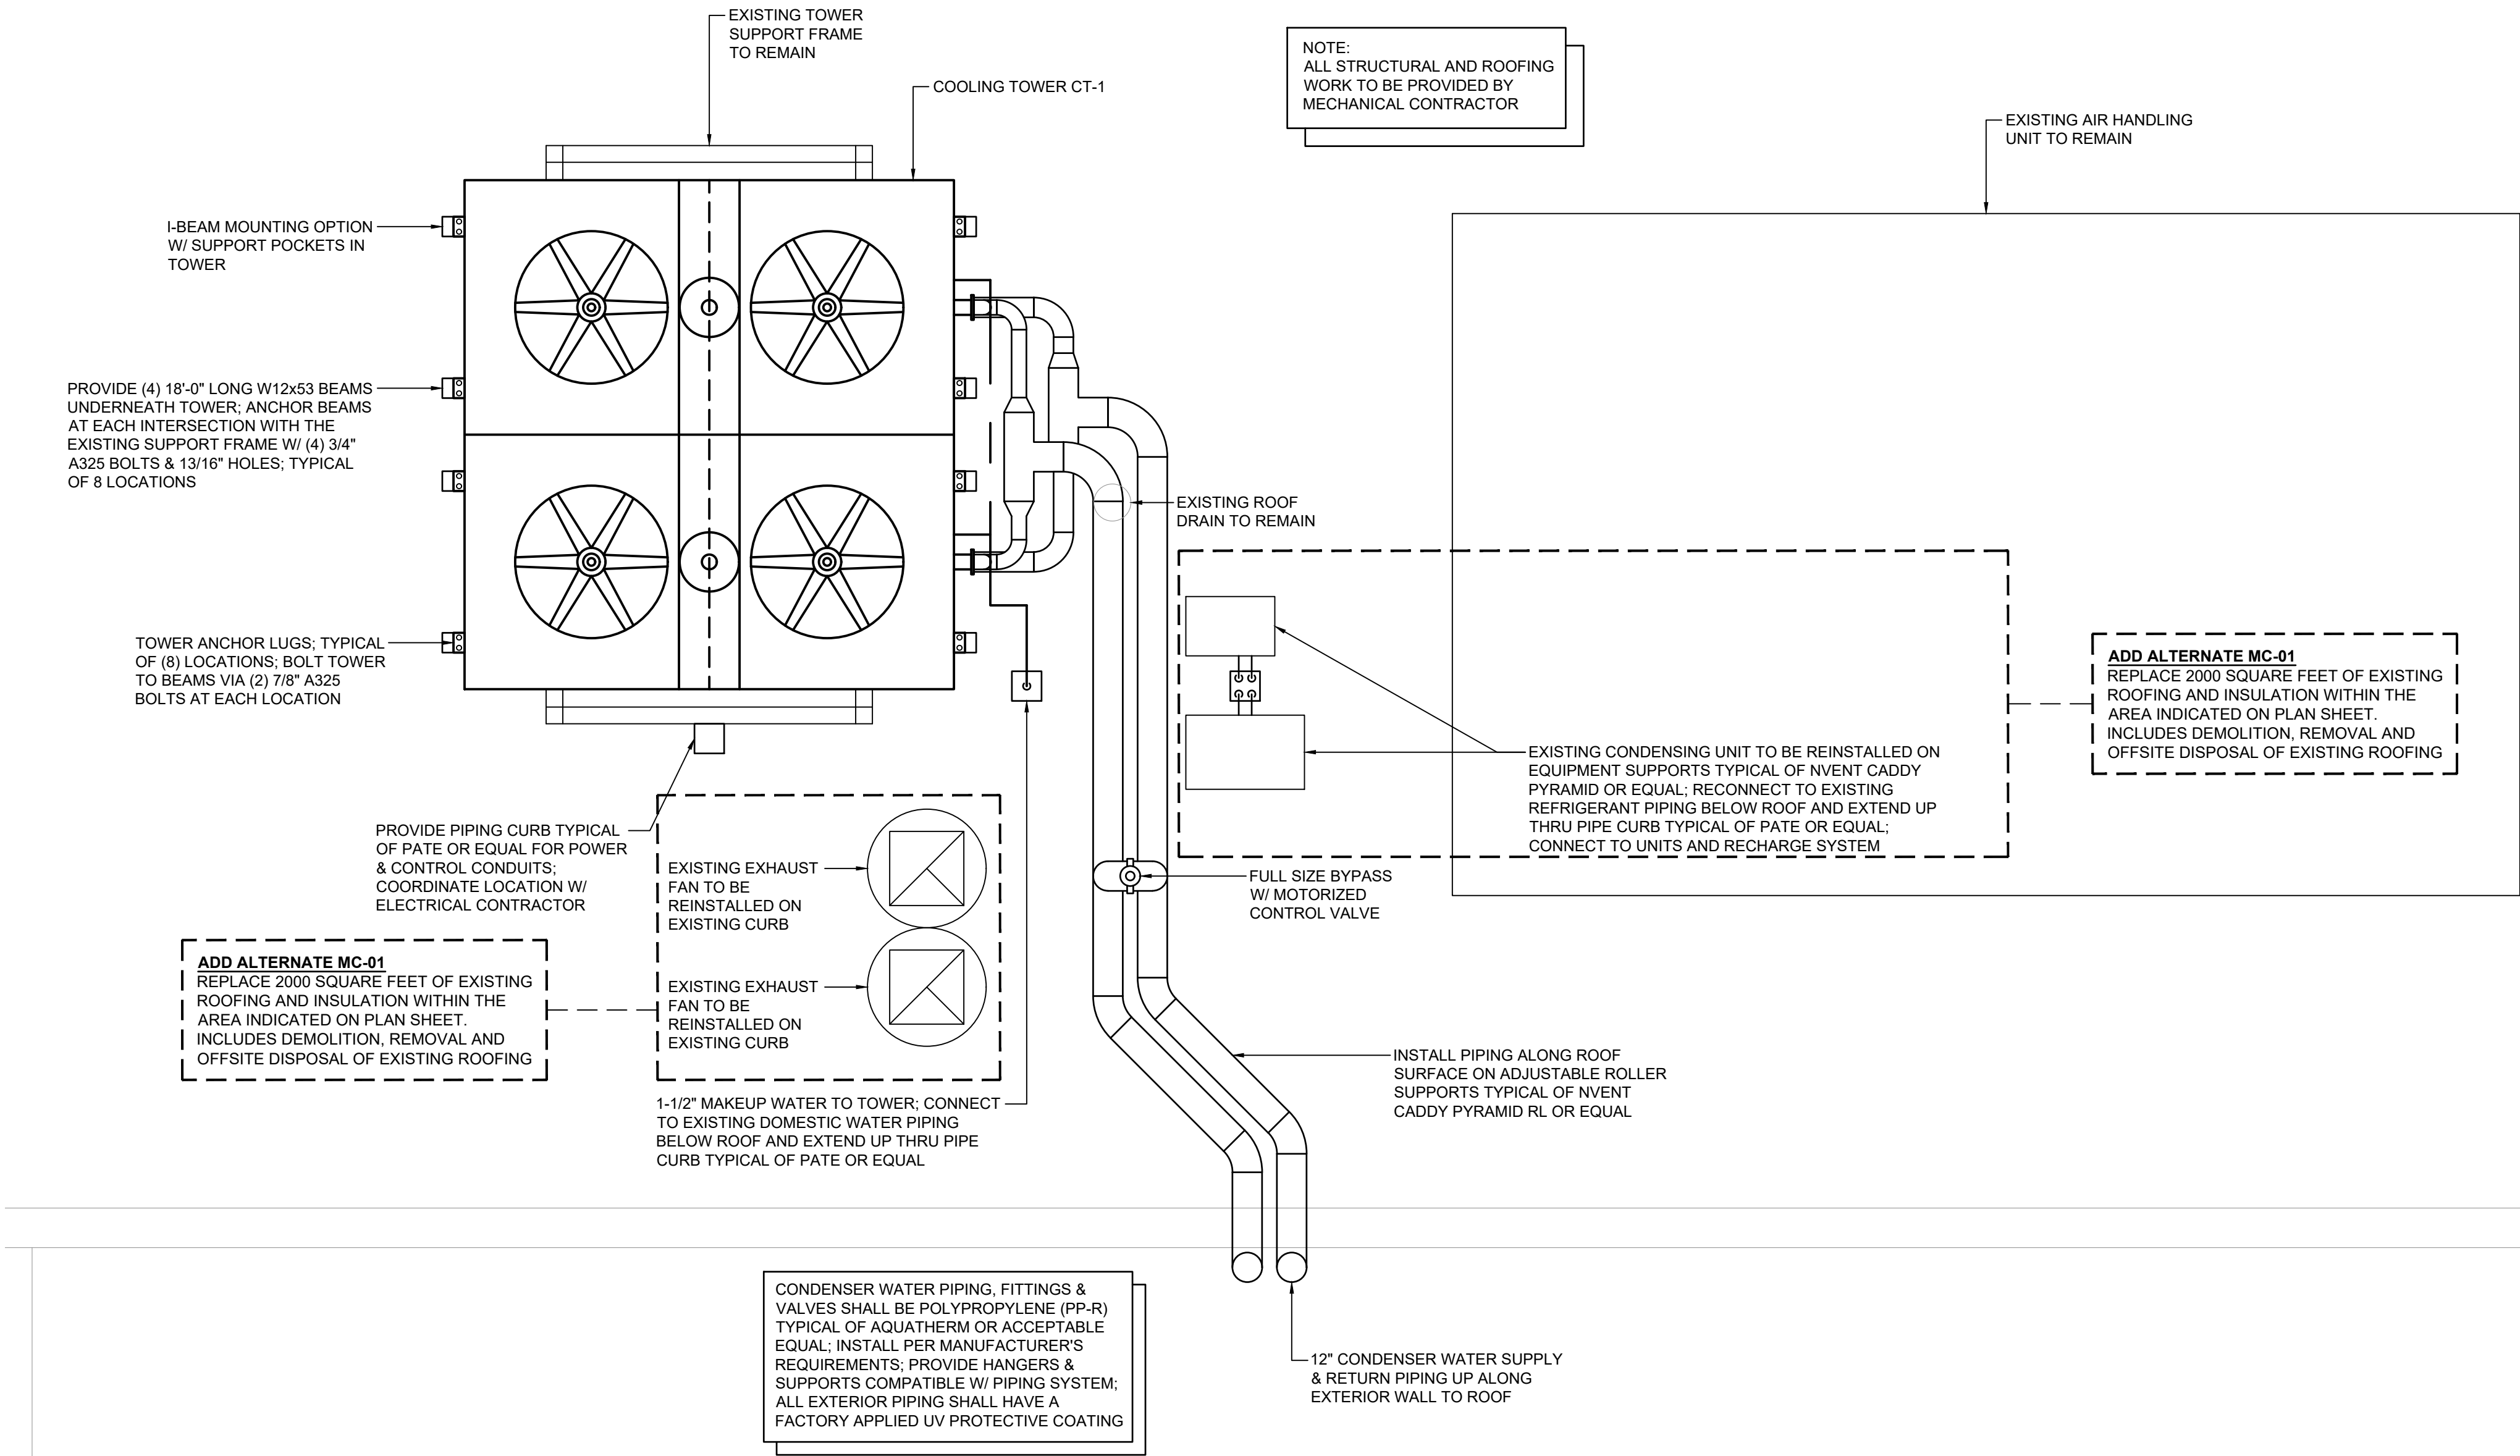 EXISTING TOWER
SUPPORT FRAME
TO REMAIN
COOLING TOWER CT-1
NOTE:
ALL STRUCTURAL AND ROOFING
WORK TO BE PROVIDED BY
MECHANICAL CONTRACTOR
EXISTING AIR HANDLING
UNIT TO REMAIN
I-BEAM MOUNTING OPTION
W/ SUPPORT POCKETS IN
TOWER
PROVIDE (4) 18'-0" LONG W12x53 BEAMS
UNDERNEATH TOWER; ANCHOR BEAMS
AT EACH INTERSECTION WITH THE
EXISTING SUPPORT FRAME W/ (4) 3/4"
A325 BOLTS & 13/16" HOLES; TYPICAL
OF 8 LOCATIONS
EXISTING ROOF
DRAIN TO REMAIN
TOWER ANCHOR LUGS; TYPICAL
OF (8) LOCATIONS; BOLT TOWER
TO BEAMS VIA (2) 7/8" A325
BOLTS AT EACH LOCATION
ADD ALTERNATE MC-01
REPLACE 2000 SQUARE FEET OF EXISTING
ROOFING AND INSULATION WITHIN THE
AREA INDICATED ON PLAN SHEET.
INCLUDES DEMOLITION, REMOVAL AND
OFFSITE DISPOSAL OF EXISTING ROOFING
EXISTING CONDENSING UNIT TO BE REINSTALLED ON
EQUIPMENT SUPPORTS TYPICAL OF NVENT CADDY
PYRAMID OR EQUAL; RECONNECT TO EXISTING
REFRIGERANT PIPING BELOW ROOF AND EXTEND UP
THRU PIPE CURB TYPICAL OF PATE OR EQUAL;
CONNECT TO UNITS AND RECHARGE SYSTEM
PROVIDE PIPING CURB TYPICAL
OF PATE OR EQUAL FOR POWER
& CONTROL CONDUITS;
COORDINATE LOCATION W/
ELECTRICAL CONTRACTOR
EXISTING EXHAUST
FAN TO BE
REINSTALLED ON
EXISTING CURB
FULL SIZE BYPASS
W/ MOTORIZED
CONTROL VALVE
ADD ALTERNATE MC-01
REPLACE 2000 SQUARE FEET OF EXISTING
ROOFING AND INSULATION WITHIN THE
AREA INDICATED ON PLAN SHEET.
INCLUDES DEMOLITION, REMOVAL AND
OFFSITE DISPOSAL OF EXISTING ROOFING
EXISTING EXHAUST
FAN TO BE
REINSTALLED ON
EXISTING CURB
INSTALL PIPING ALONG ROOF
SURFACE ON ADJUSTABLE ROLLER
SUPPORTS TYPICAL OF NVENT
CADDY PYRAMID RL OR EQUAL
1-1/2" MAKEUP WATER TO TOWER; CONNECT
TO EXISTING DOMESTIC WATER PIPING
BELOW ROOF AND EXTEND UP THRU PIPE
CURB TYPICAL OF PATE OR EQUAL
CONDENSER WATER PIPING, FITTINGS &
VALVES SHALL BE POLYPROPYLENE (PP-R)
TYPICAL OF AQUATHERM OR ACCEPTABLE
EQUAL; INSTALL PER MANUFACTURER'S
REQUIREMENTS; PROVIDE HANGERS &
SUPPORTS COMPATIBLE W/ PIPING SYSTEM;
ALL EXTERIOR PIPING SHALL HAVE A
FACTORY APPLIED UV PROTECTIVE COATING
12" CONDENSER WATER SUPPLY
& RETURN PIPING UP ALONG
EXTERIOR WALL TO ROOF